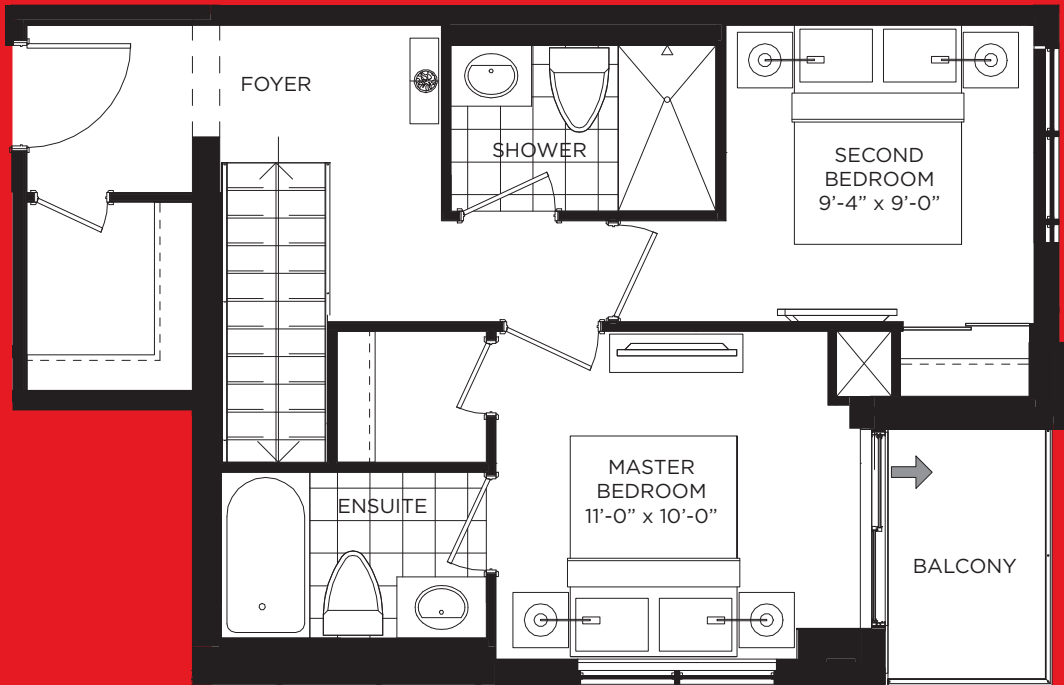 FOYER
SHOWER
SECOND
BEDROOM
9’-4” x 9’-0”
ENSUITE
MASTER
BEDROOM
11’-0” x 10’-0”
BALCONY